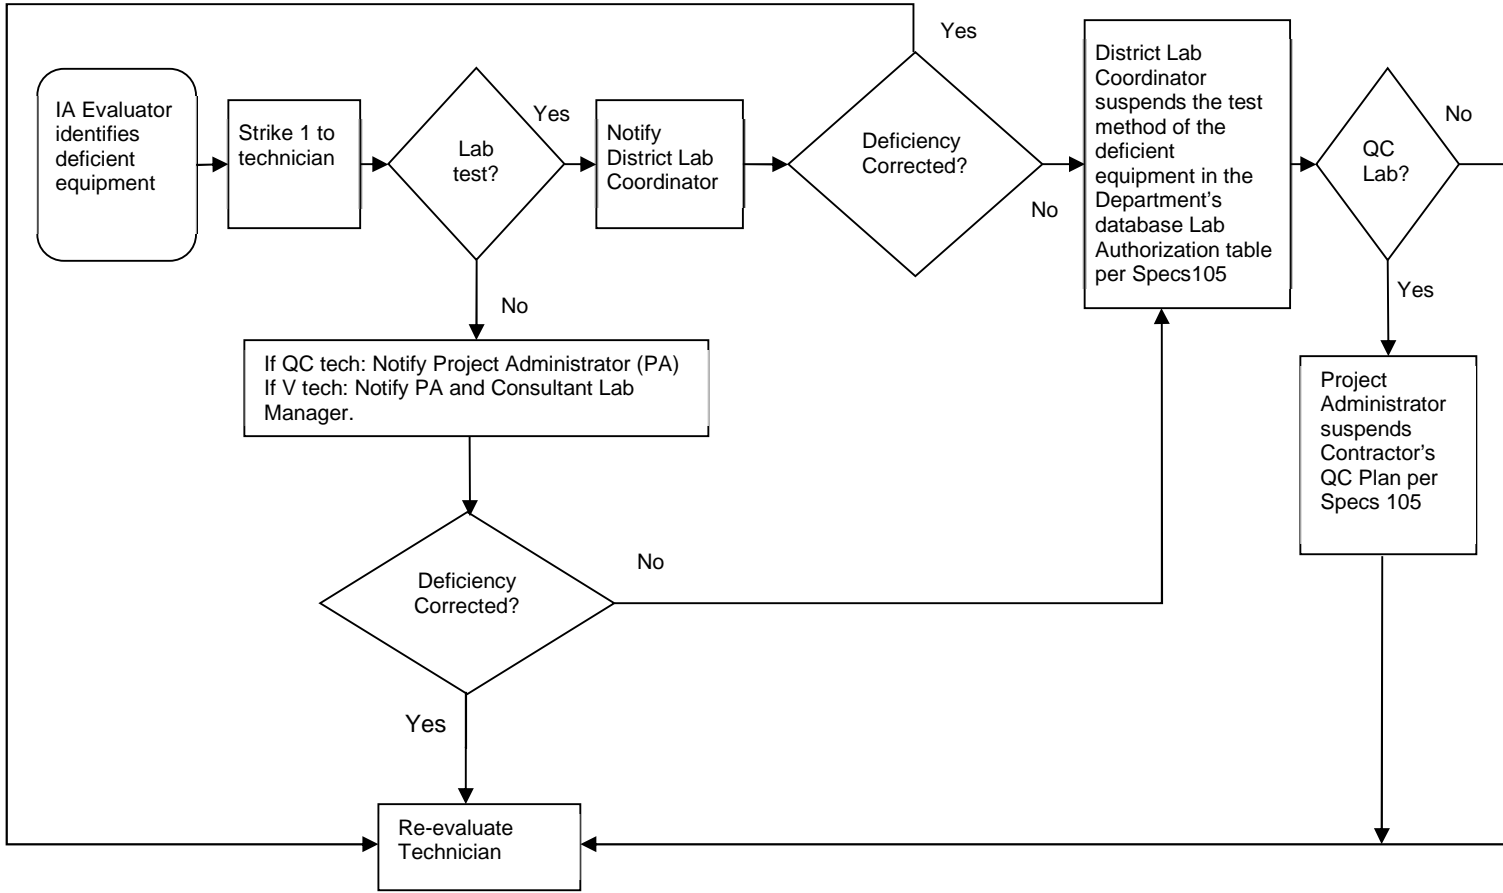 IA Evaluator
identifies
deficient
equipment
Strike 1 to
technician
Lab
test?
Yes
No
Notify
District Lab
Coordinator
Deficiency
Corrected?
Yes
No
District Lab
Coordinator
suspends the test
method of the
deficient
equipment in the
Department’s
database Lab
Authorization table
per Specs105
QC
Lab?
No
Yes
Project
Administrator
suspends
Contractor’s
QC Plan per
Specs 105
If QC tech: Notify Project Administrator (PA)
If V tech: Notify PA and Consultant Lab
Manager.
Deficiency
Corrected?
No
Yes
Re-evaluate
Technician